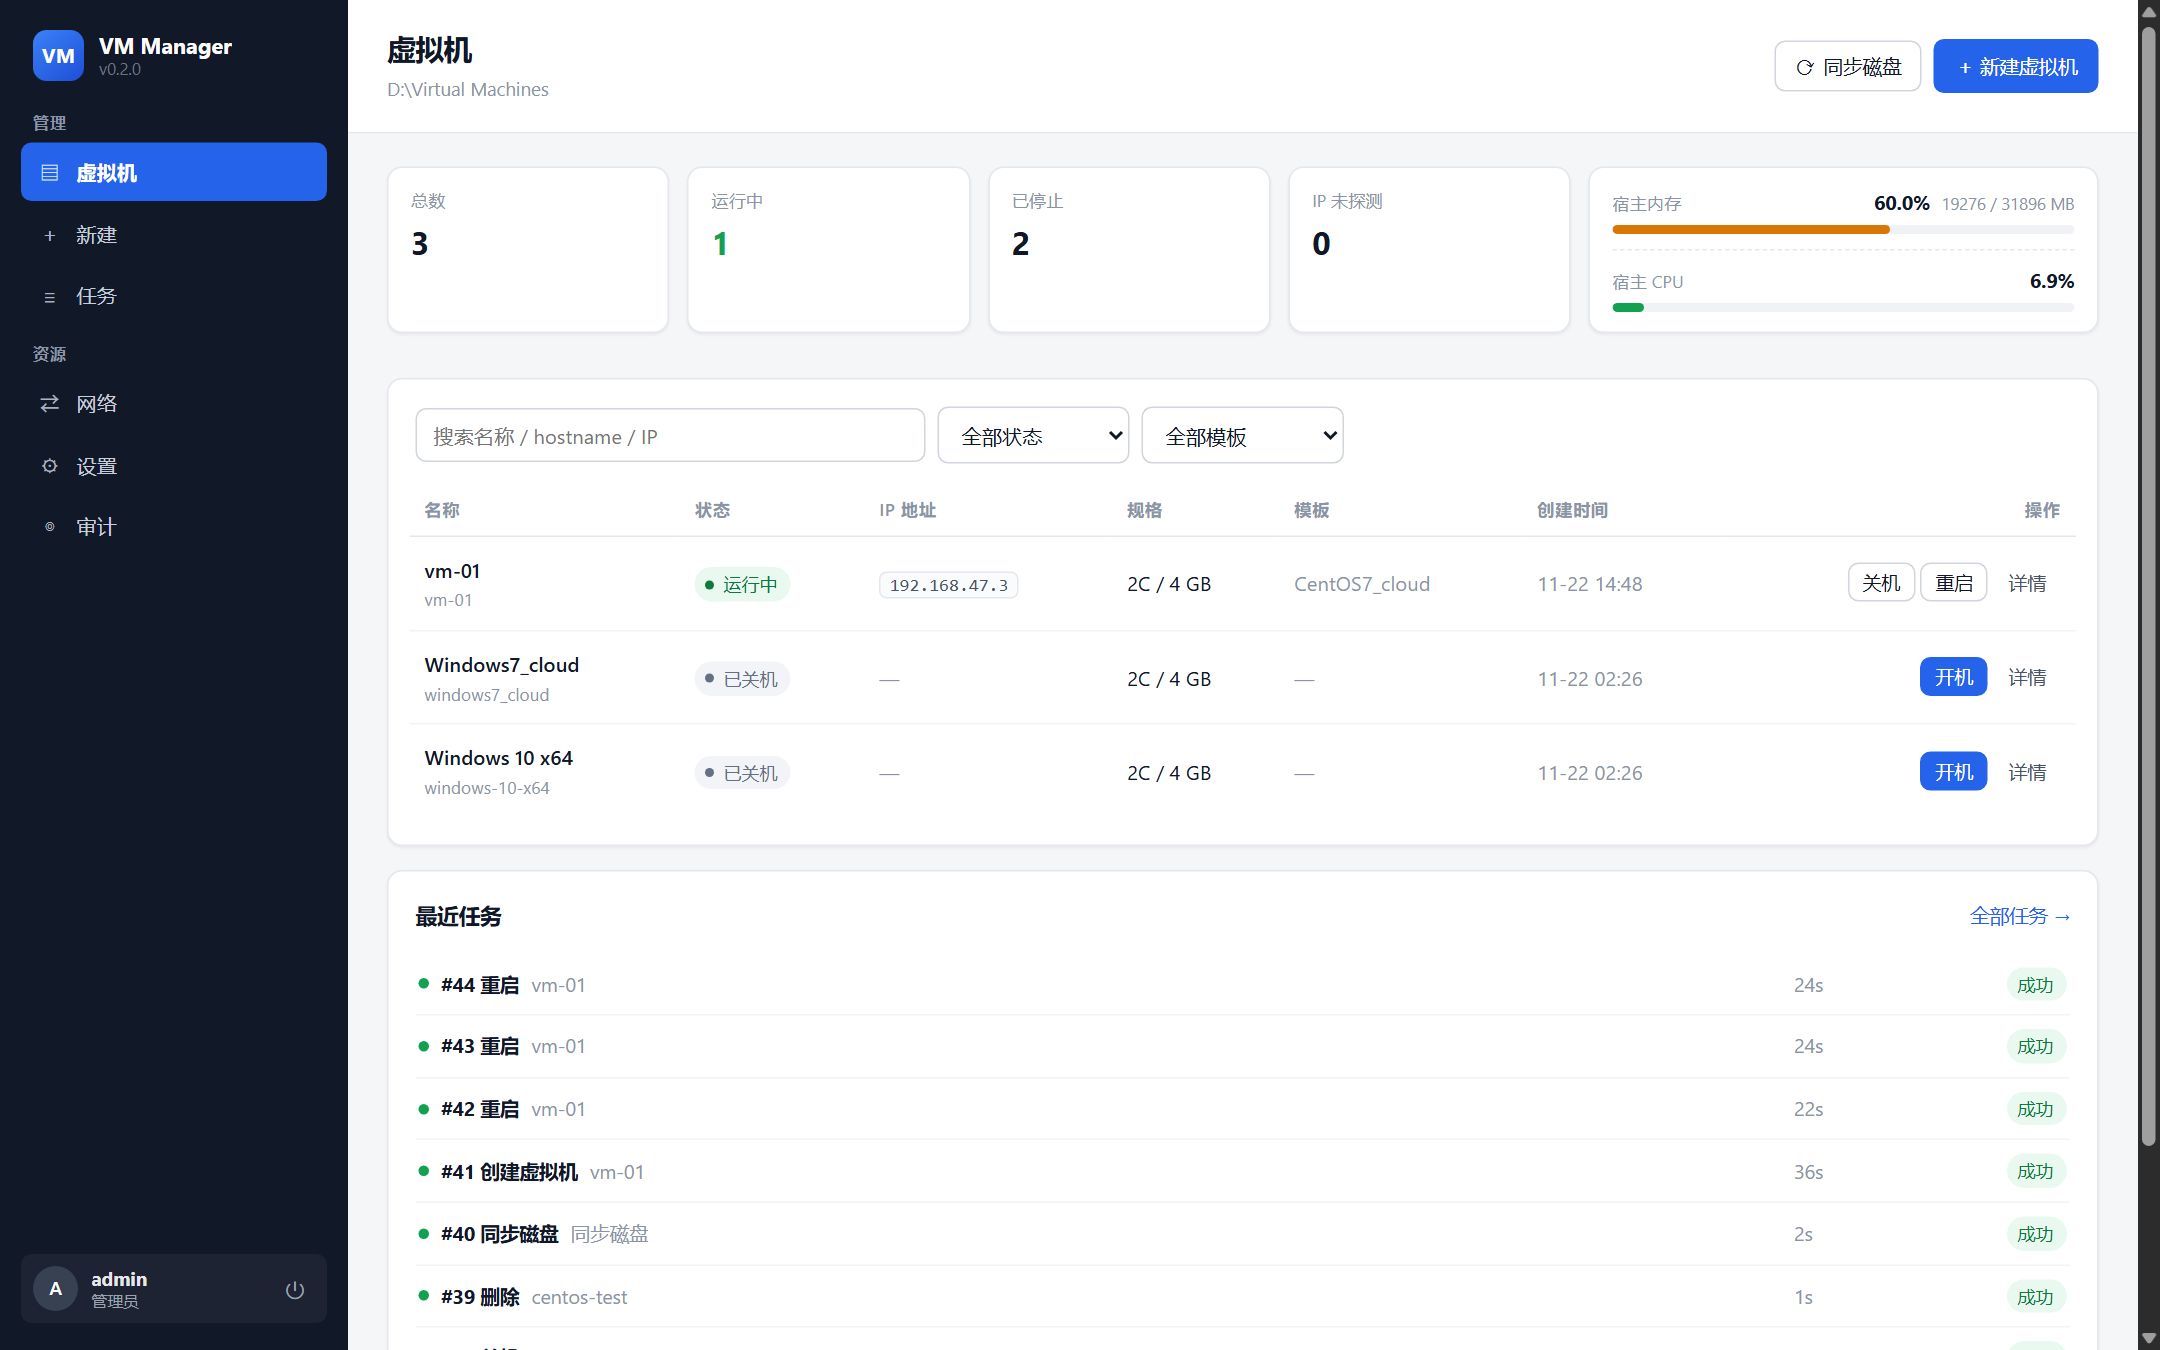 VM
VM Manager
v0.2.0
管理
虚拟机
新建
任务
资源
网络
设置
审计
A
admin
管理员
虚拟机
D:\Virtual Machines
同步磁盘
+ 新建虚拟机
总数
3
运行中
1
已停止
2
IP 未探测
0
宿主内存 60.0% 19276 / 31896 MB
宿主 CPU 6.9%
搜索名称 / hostname / IP
全部状态
全部模板
名称 状态 IP 地址 规格 模板 创建时间 操作
vm-01
vm-01
运行中 192.168.47.3 2C / 4 GB CentOS7_cloud 11-22 14:48 关机 重启 详情
Windows7_cloud
windows7_cloud
已关机 — 2C / 4 GB — 11-22 02:26 开机 详情
Windows 10 x64
windows-10-x64
已关机 — 2C / 4 GB — 11-22 02:26 开机 详情
最近任务 全部任务 →
#44 重启 vm-01 24s 成功
#43 重启 vm-01 24s 成功
#42 重启 vm-01 22s 成功
#41 创建虚拟机 vm-01 36s 成功
#40 同步磁盘 同步磁盘 2s 成功
#39 删除 centos-test 1s 成功